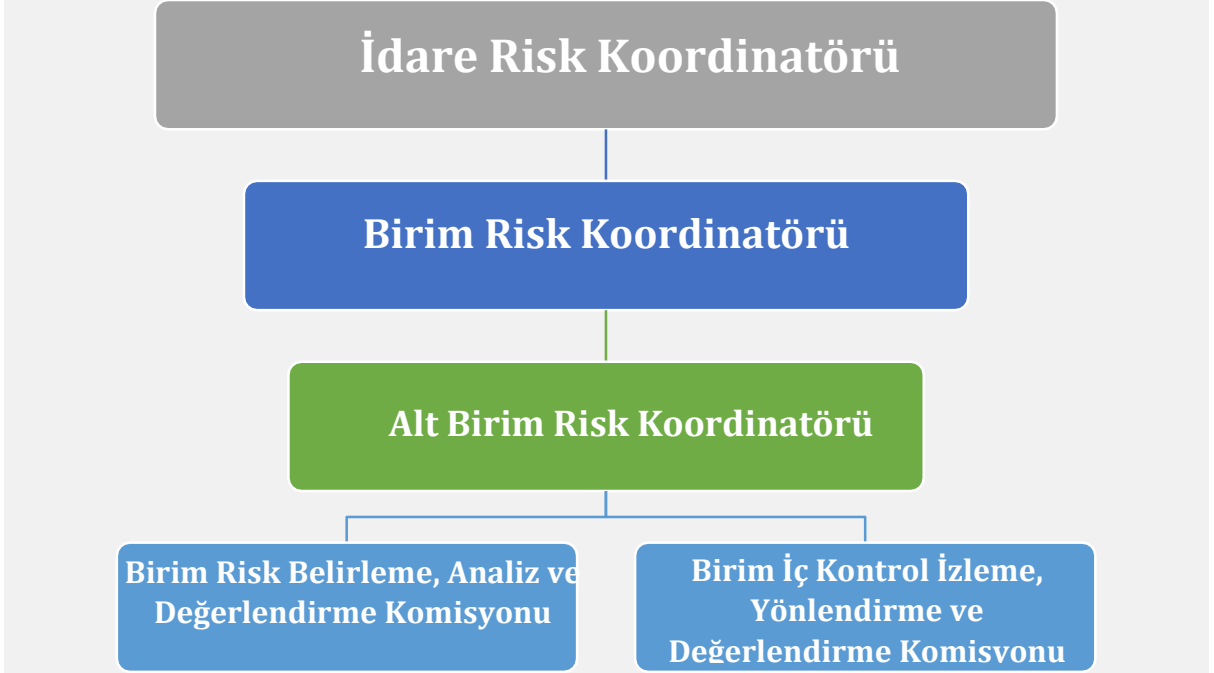 İdare Risk Koordinatörü
Birim Risk Koordinatörü
Alt Birim Risk Koordinatörü
Birim Risk Belirleme, Analiz ve
Değerlendirme Komisyonu
Birim İç Kontrol İzleme,
Yönlendirme ve
Değerlendirme Komisyonu